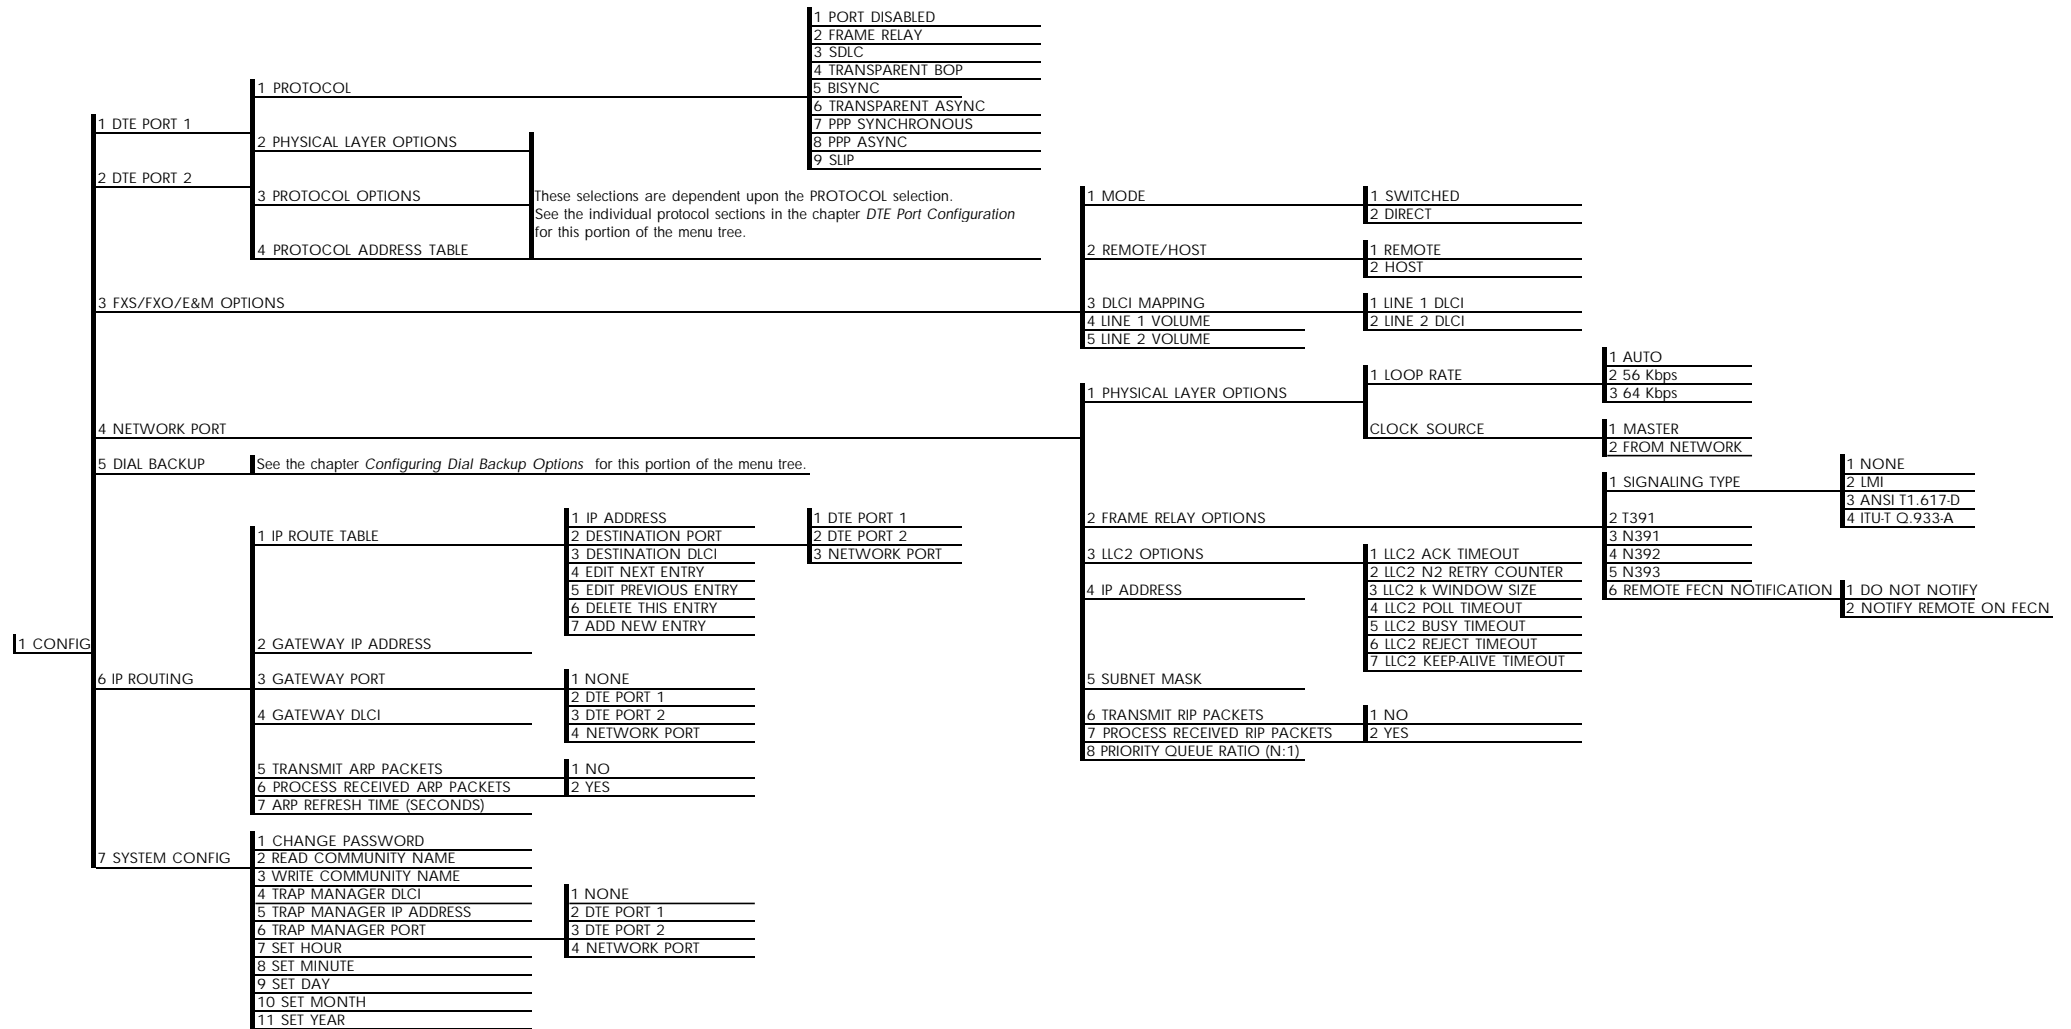 1 CONFIG
1 DTE PORT 1
2 DTE PORT 2
1 PROTOCOL
1 PORT DISABLED
2 FRAME RELAY
3 SDLC
4 TRANSPARENT BOP
5 BISYNC
6 TRANSPARENT ASYNC
7 PPP SYNCHRONOUS
8 PPP ASYNC
9 SLIP
2 PHYSICAL LAYER OPTIONS
3 PROTOCOL OPTIONS
4 PROTOCOL ADDRESS TABLE
These selections are dependent upon the PROTOCOL selection.
See the individual protocol sections in the chapter DTE Port Configuration
for this portion of the menu tree.
3 FXS/FXO/E&M OPTIONS
1 MODE
1 SWITCHED
2 DIRECT
2 REMOTE/HOST
1 REMOTE
2 HOST
3 DLCI MAPPING
1 LINE 1 DLCI
2 LINE 2 DLCI
4 LINE 1 VOLUME
5 LINE 2 VOLUME
4 NETWORK PORT
1 PHYSICAL LAYER OPTIONS
1 LOOP RATE
1 AUTO
2 56 Kbps
3 64 Kbps
CLOCK SOURCE
1 MASTER
2 FROM NETWORK
2 FRAME RELAY OPTIONS
1 SIGNALING TYPE
1 NONE
2 LMI
3 ANSI T1.617-D
4 ITU-T Q.933-A
2 T391
3 N391
4 N392
5 N393
6 REMOTE FECN NOTIFICATION
1 DO NOT NOTIFY
2 NOTIFY REMOTE ON FECN
3 LLC2 OPTIONS
1 LLC2 ACK TIMEOUT
2 LLC2 N2 RETRY COUNTER
3 LLC2 k WINDOW SIZE
4 LLC2 POLL TIMEOUT
5 LLC2 BUSY TIMEOUT
6 LLC2 REJECT TIMEOUT
7 LLC2 KEEP-ALIVE TIMEOUT
4 IP ADDRESS
5 SUBNET MASK
6 TRANSMIT RIP PACKETS
7 PROCESS RECEIVED RIP PACKETS
1 NO
2 YES
8 PRIORITY QUEUE RATIO (N:1)
5 DIAL BACKUP
See the chapter Configuring Dial Backup Options for this portion of the menu tree.
6 IP ROUTING
1 IP ROUTE TABLE
1 IP ADDRESS
2 DESTINATION PORT
1 DTE PORT 1
2 DTE PORT 2
3 NETWORK PORT
3 DESTINATION DLCI
4 EDIT NEXT ENTRY
5 EDIT PREVIOUS ENTRY
6 DELETE THIS ENTRY
7 ADD NEW ENTRY
2 GATEWAY IP ADDRESS
3 GATEWAY PORT
1 NONE
2 DTE PORT 1
3 DTE PORT 2
4 NETWORK PORT
4 GATEWAY DLCI
5 TRANSMIT ARP PACKETS
6 PROCESS RECEIVED ARP PACKETS
1 NO
2 YES
7 ARP REFRESH TIME (SECONDS)
7 SYSTEM CONFIG
1 CHANGE PASSWORD
2 READ COMMUNITY NAME
3 WRITE COMMUNITY NAME
4 TRAP MANAGER DLCI
5 TRAP MANAGER IP ADDRESS
6 TRAP MANAGER PORT
1 NONE
2 DTE PORT 1
3 DTE PORT 2
4 NETWORK PORT
7 SET HOUR
8 SET MINUTE
9 SET DAY
10 SET MONTH
11 SET YEAR